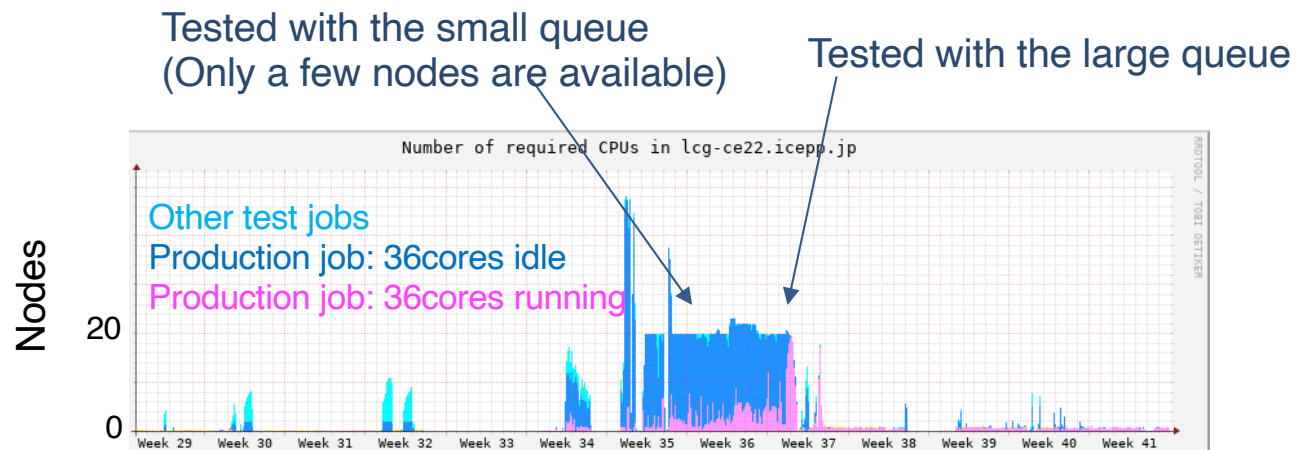 Tested with the small queue
(Only a few nodes are available)
Tested with the large queue
Number of required CPUs in lcg-ce22.icepp.jp
RRDTOOL / TOBI OETIKER
Other test jobs
Production job: 36cores idle
Production job: 36cores running
Nodes
20
0
Week 29 Week 30 Week 31 Week 32 Week 33 Week 34 Week 35 Week 36 Week 37 Week 38 Week 39 Week 40 Week 41